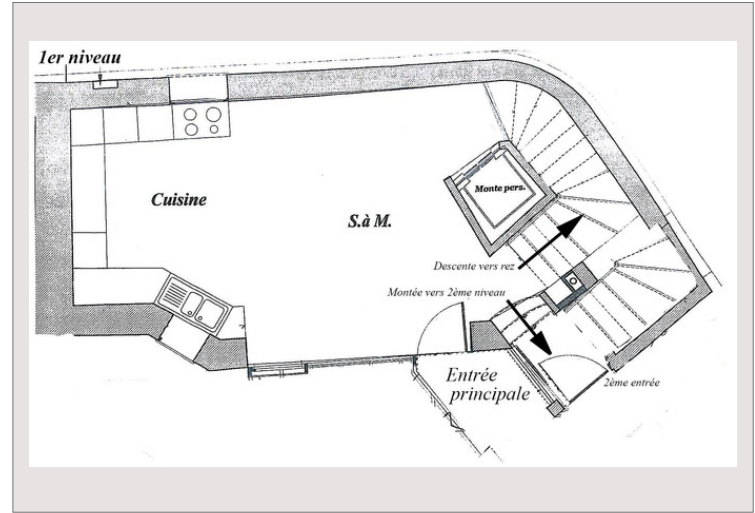 1er niveau
Cuisine
S.à M.
Monte pers.
Descente vers rez
Montée vers 2ème niveau
Entrée
principale
2ème entrée